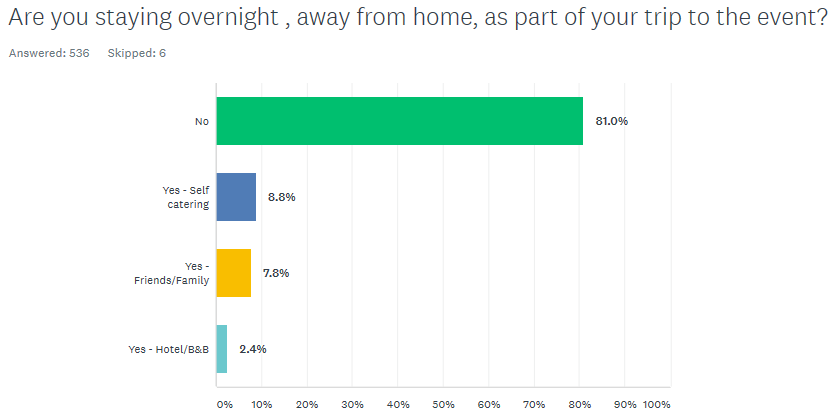 Are you staying overnight , away from home, as part of your trip to the event?
Answered: 536 Skipped: 6
No
81.0%
Yes - Self
catering
8.8%
Yes -
Friends/Family
7.8%
Yes - Hotel/B&B
2.4%
0% 10% 20% 30% 40% 50% 60% 70% 80% 90% 100%